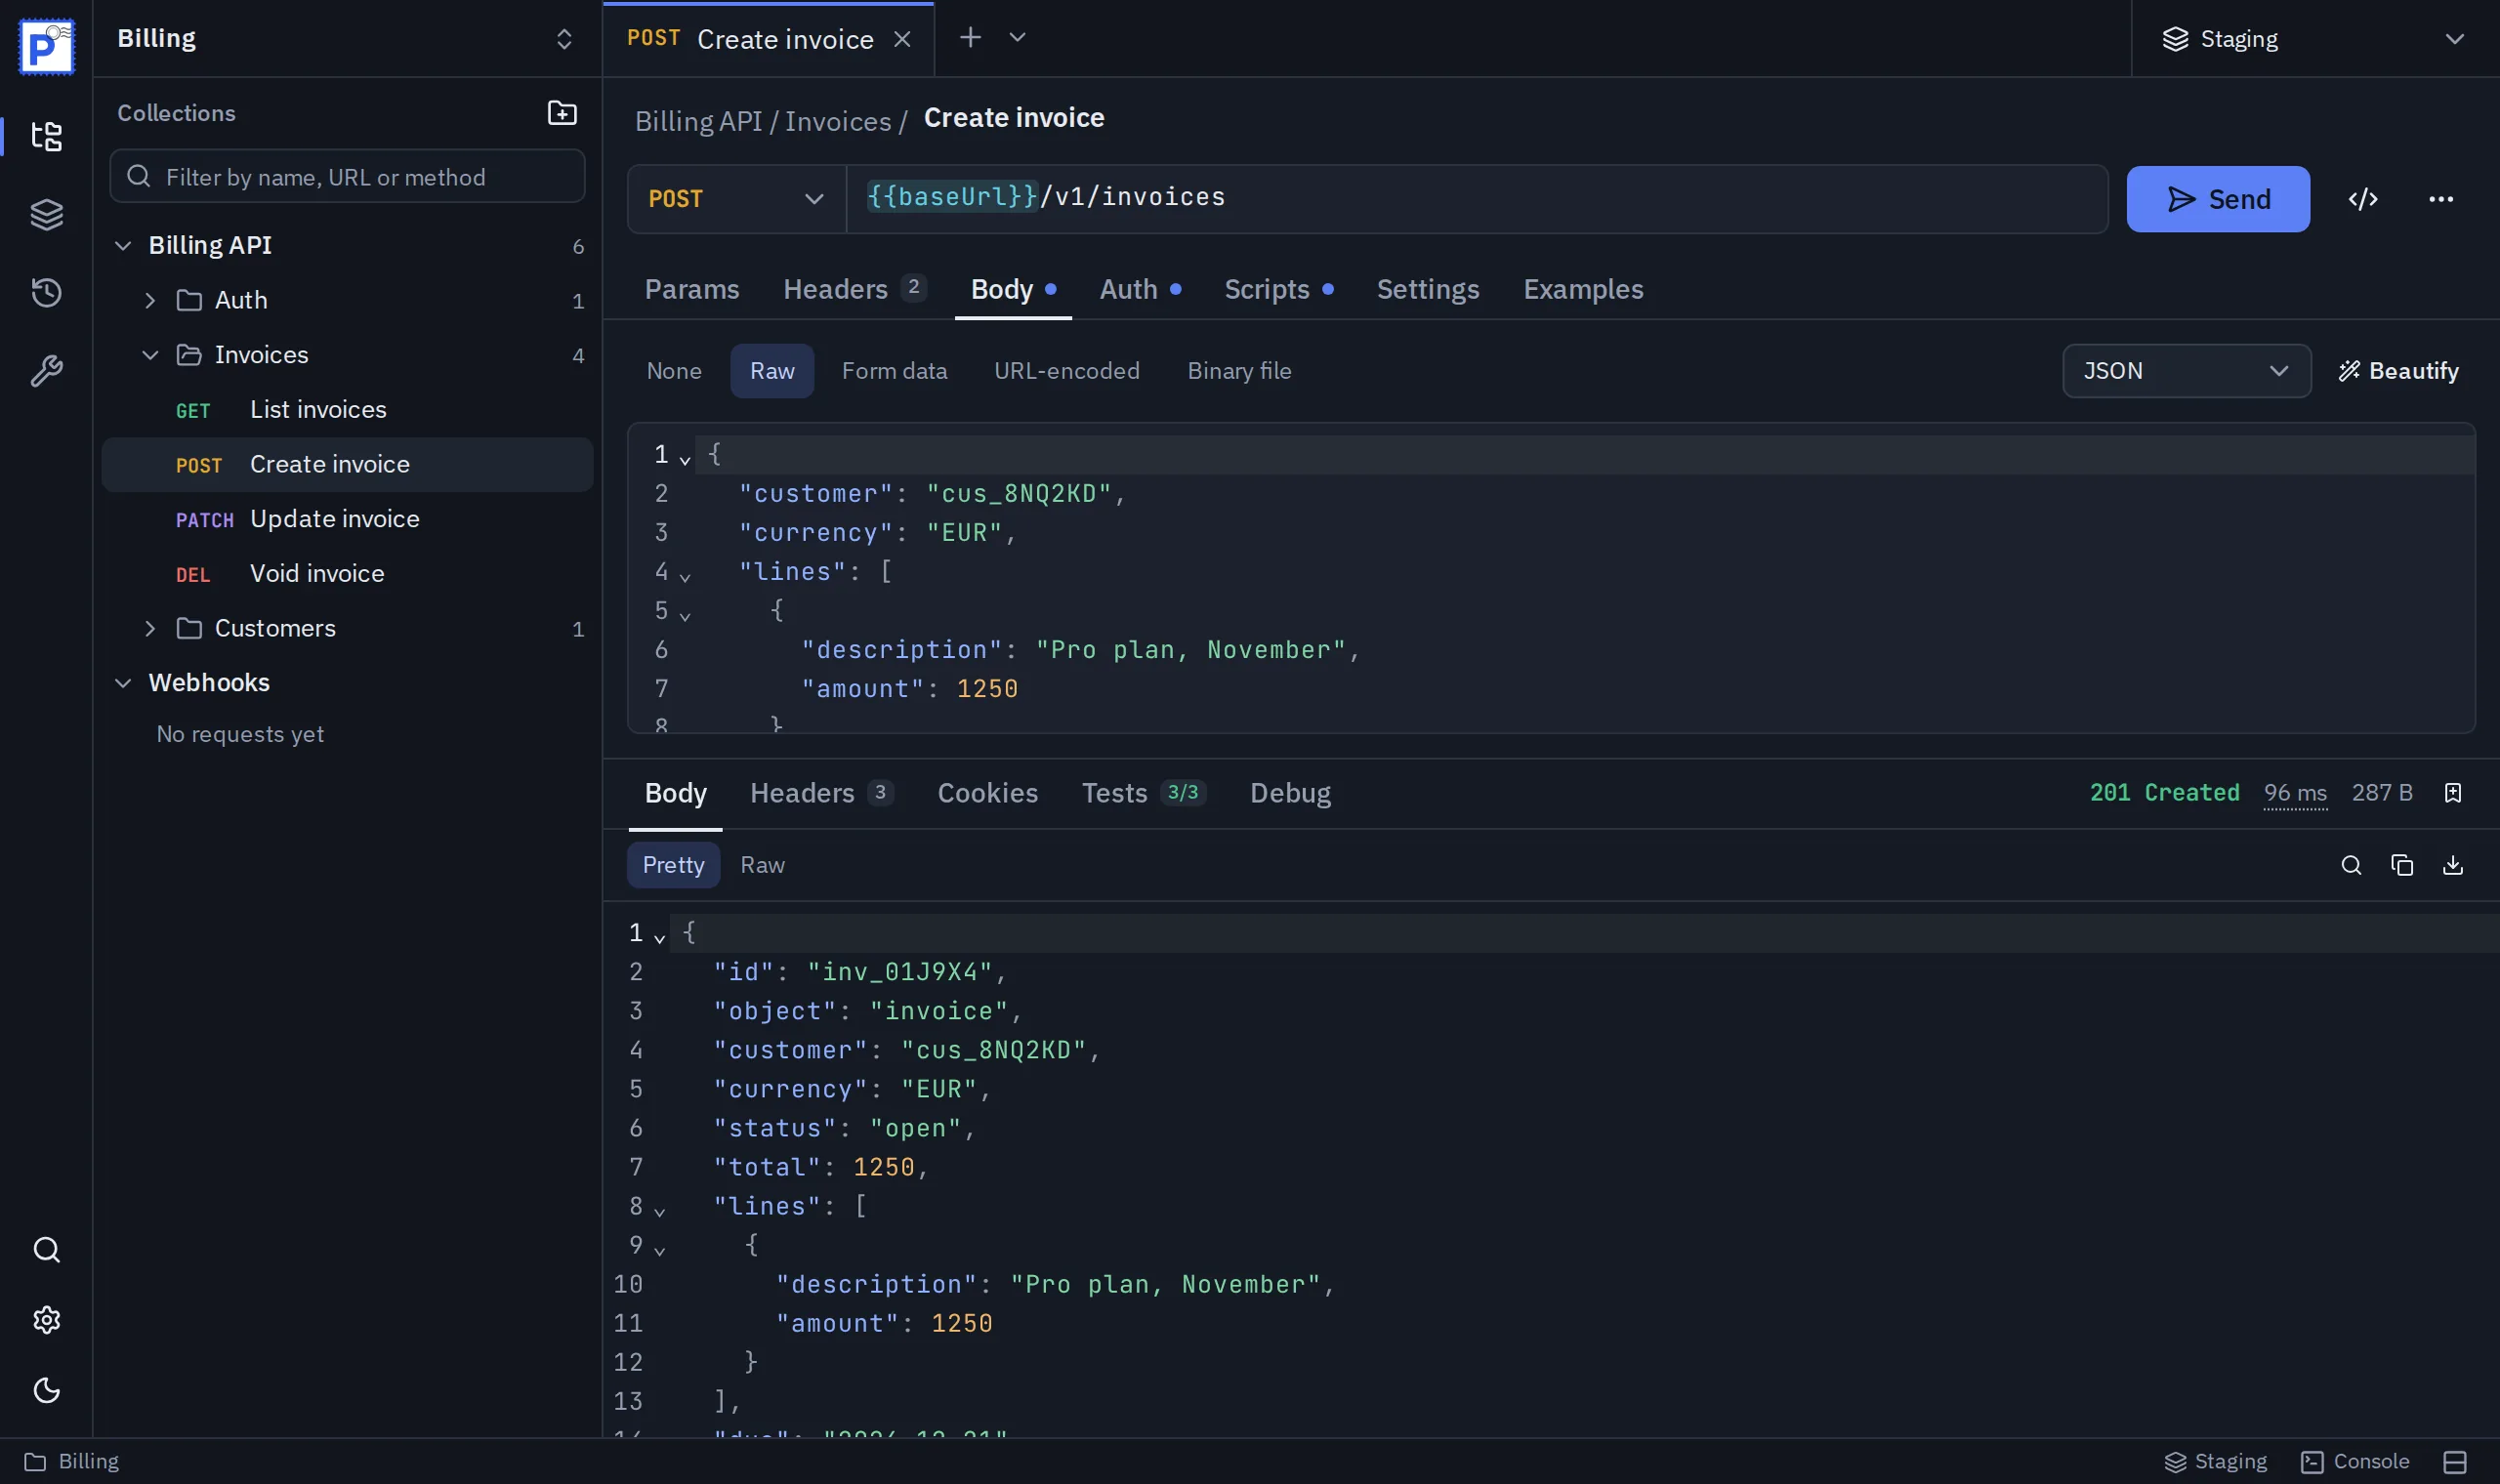 P
Billing
POST Create invoice
Staging
Collections
Filter by name, URL or method
Billing API 6
Auth 1
Invoices 4
GET List invoices
POST Create invoice
PATCH Update invoice
DEL Void invoice
Customers 1
Webhooks
No requests yet
Billing API / Invoices / Create invoice
POST {{baseUrl}}/v1/invoices Send
Params Headers 2 Body Auth Scripts Settings Examples
None Raw Form data URL-encoded Binary file JSON Beautify
1 {
2 "customer": "cus_8NQ2KD",
3 "currency": "EUR",
4 "lines": [
5 {
6 "description": "Pro plan, November",
7 "amount": 1250
8 }
Body Headers 3 Cookies Tests 3/3 Debug 201 Created 96 ms 287 B
Pretty Raw
1 {
2 "id": "inv_01J9X4",
3 "object": "invoice",
4 "customer": "cus_8NQ2KD",
5 "currency": "EUR",
6 "status": "open",
7 "total": 1250,
8 "lines": [
9 {
10 "description": "Pro plan, November",
11 "amount": 1250
12 }
13 ],
Billing
Staging Console